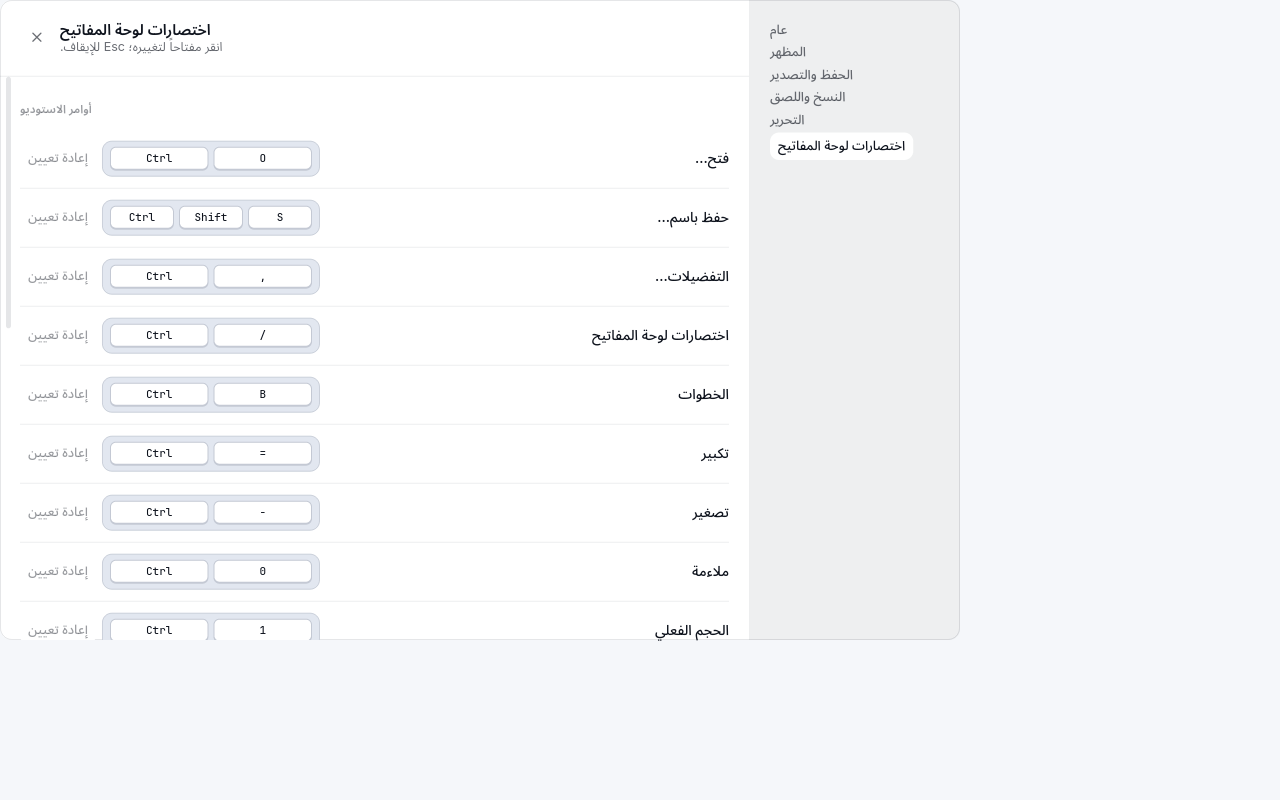 عام
المظهر
الحفظ والتصدير
النسخ واللصق
التحرير
اختصارات لوحة المفاتيح
اختصارات لوحة المفاتيح
انقر مفتاحاً لتغييره؛ Esc للإيقاف.
أوامر الاستوديو
فتح... Ctrl O إعادة تعيين
حفظ باسم... Ctrl Shift S إعادة تعيين
التفضيلات... Ctrl , إعادة تعيين
اختصارات لوحة المفاتيح Ctrl / إعادة تعيين
الخطوات Ctrl B إعادة تعيين
تكبير Ctrl = إعادة تعيين
تصغير Ctrl - إعادة تعيين
ملاءمة Ctrl 0 إعادة تعيين
الحجم الفعلي Ctrl 1 إعادة تعيين